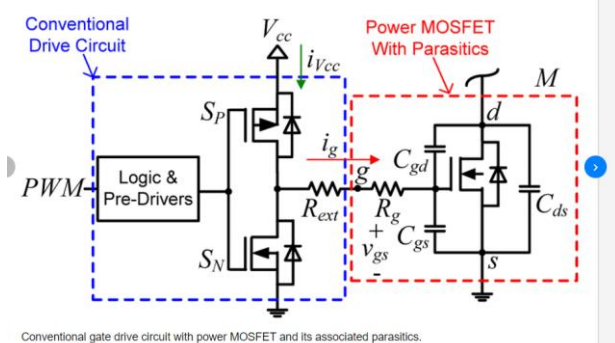 Conventional
Drive Circuit
Power MOSFET
With Parasitics
Vcc
iVcc
M
SP
d
ig
Cgd
g
PWM
Logic &
Pre-Drivers
Rext
Rg
Cds
+
vgs
-
Cgs
SN
s
Conventional gate drive circuit with power MOSFET and its associated parasitics.